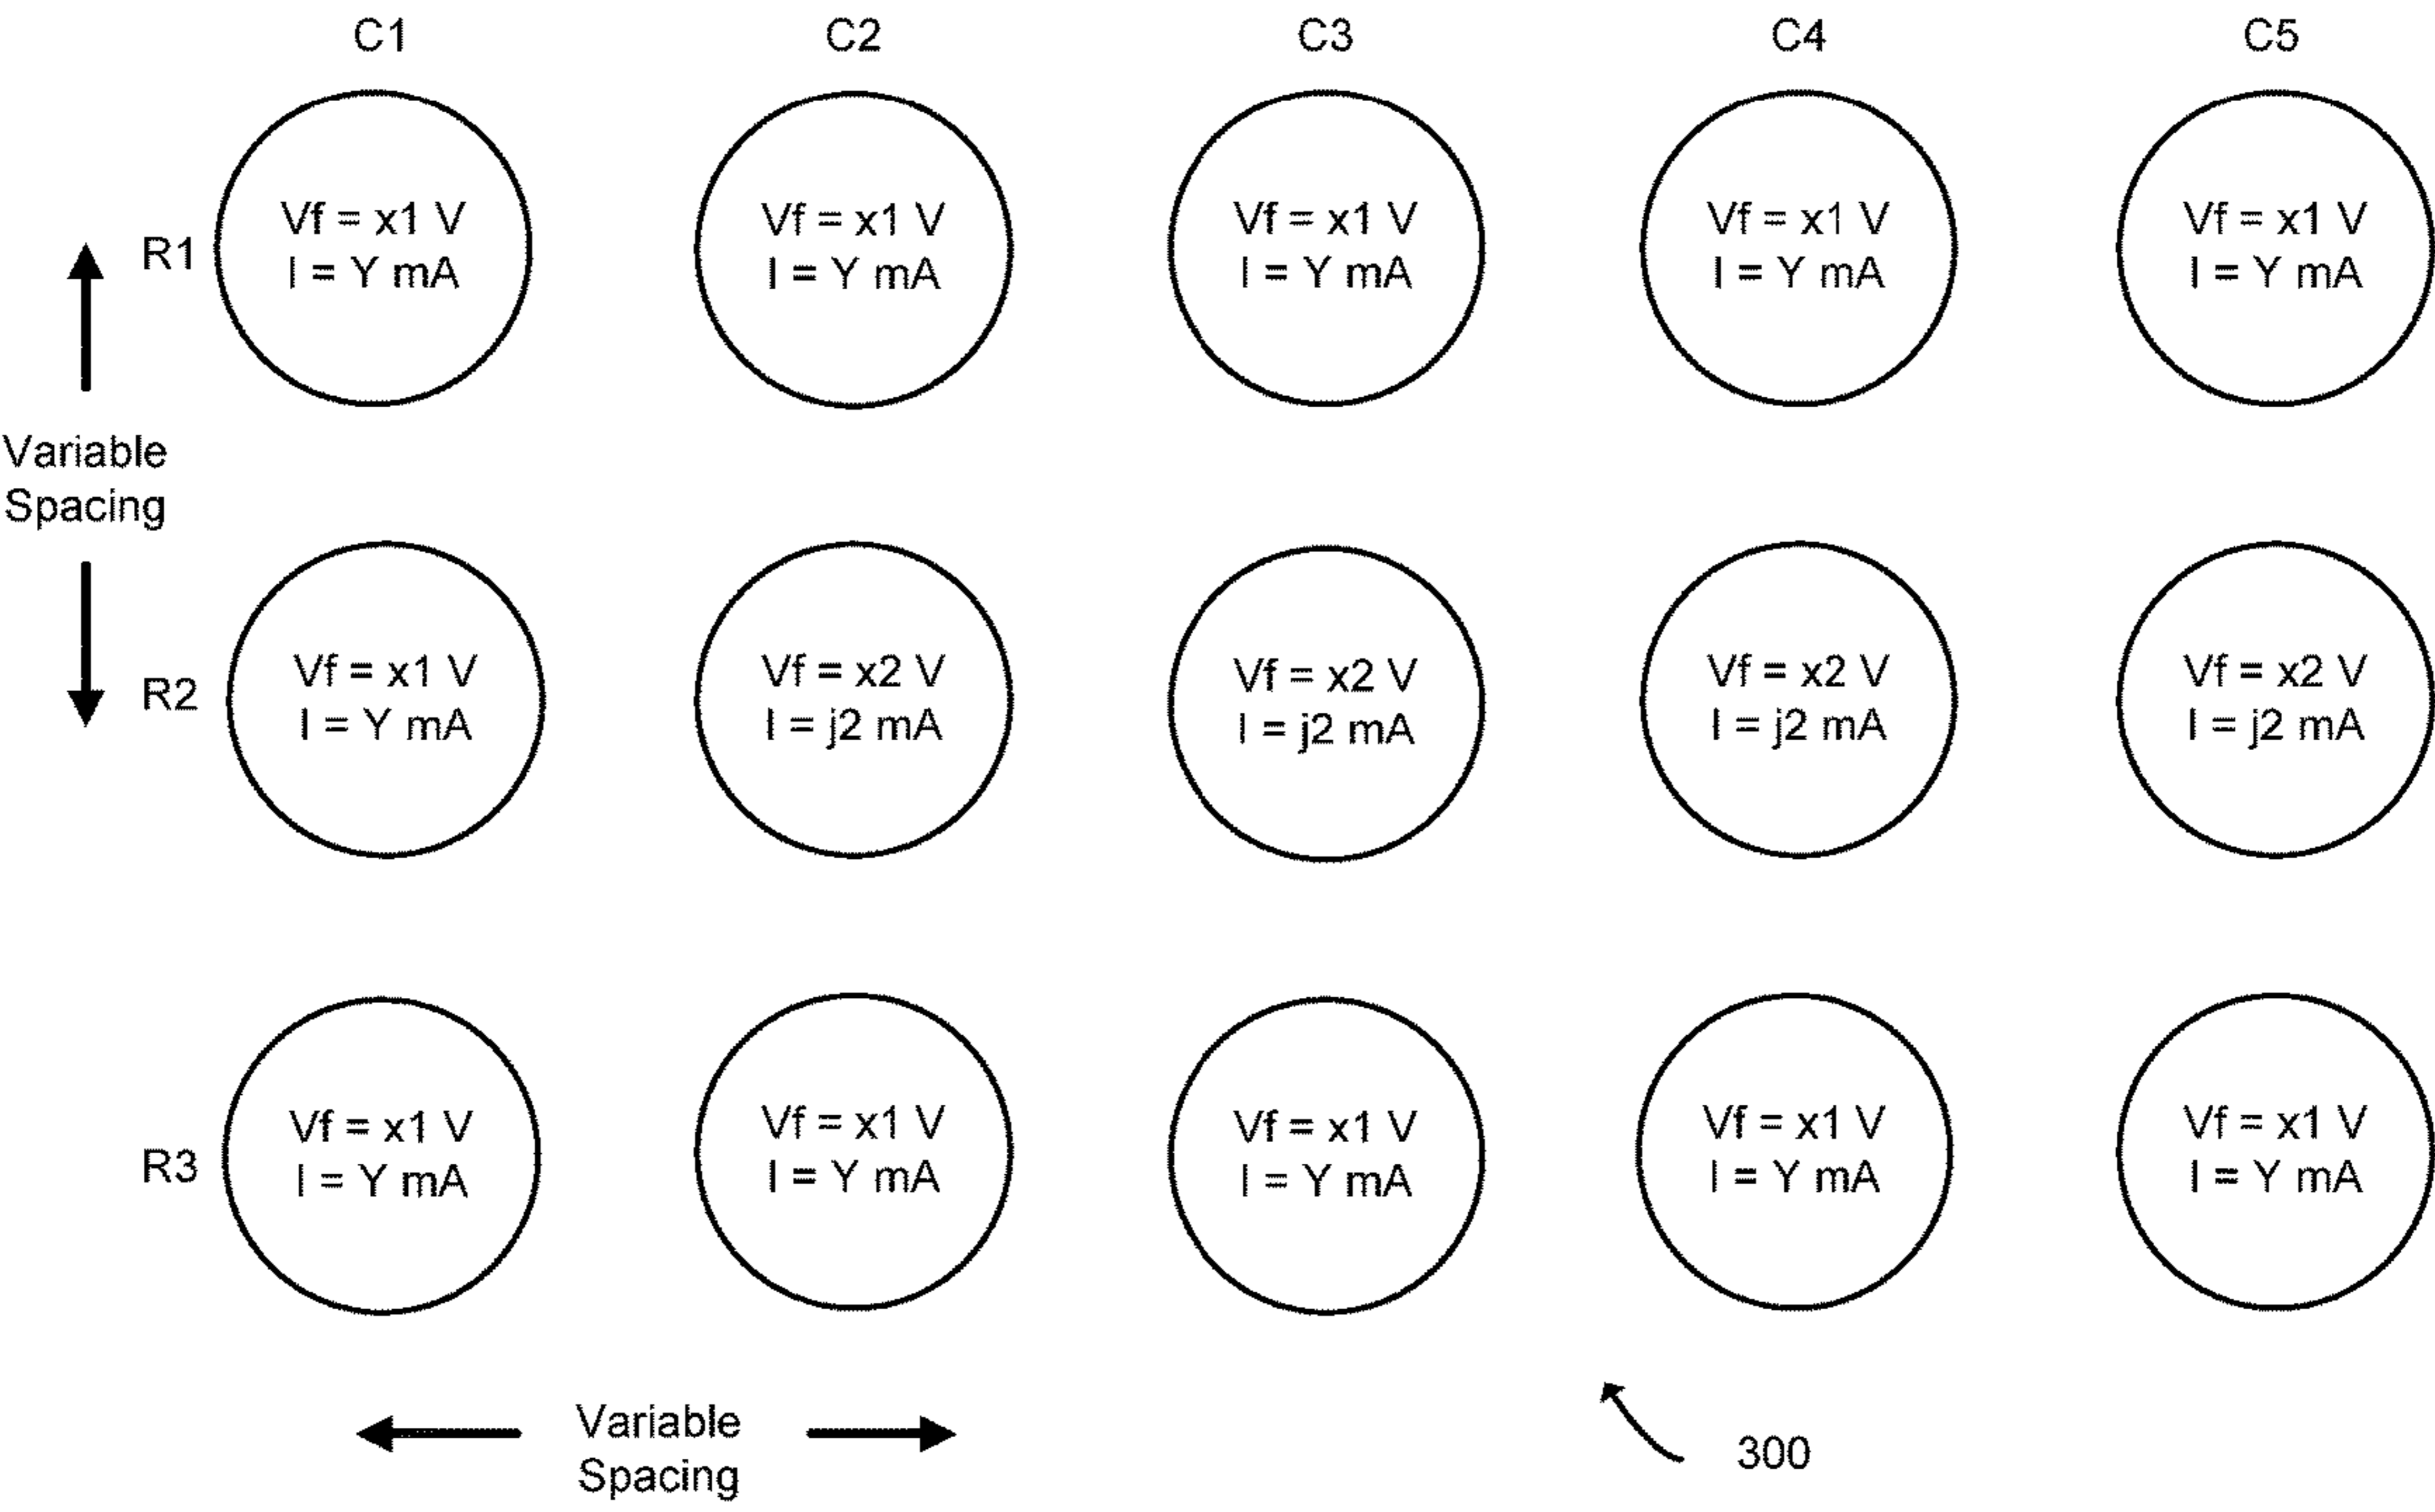 C1 C2 C3 C4 C5
R1
Vf = x1 V
I = Y mA
Vf = x1 V
I = Y mA
Vf = x1 V
I = Y mA
Vf = x1 V
I = Y mA
Vf = x1 V
I = Y mA
Variable
Spacing
R2
Vf = x1 V
I = Y mA
Vf = x2 V
I = j2 mA
Vf = x2 V
I = j2 mA
Vf = x2 V
I = j2 mA
Vf = x2 V
I = j2 mA
R3
Vf = x1 V
I = Y mA
Vf = x1 V
I = Y mA
Vf = x1 V
I = Y mA
Vf = x1 V
I = Y mA
Vf = x1 V
I = Y mA
Variable
Spacing
300